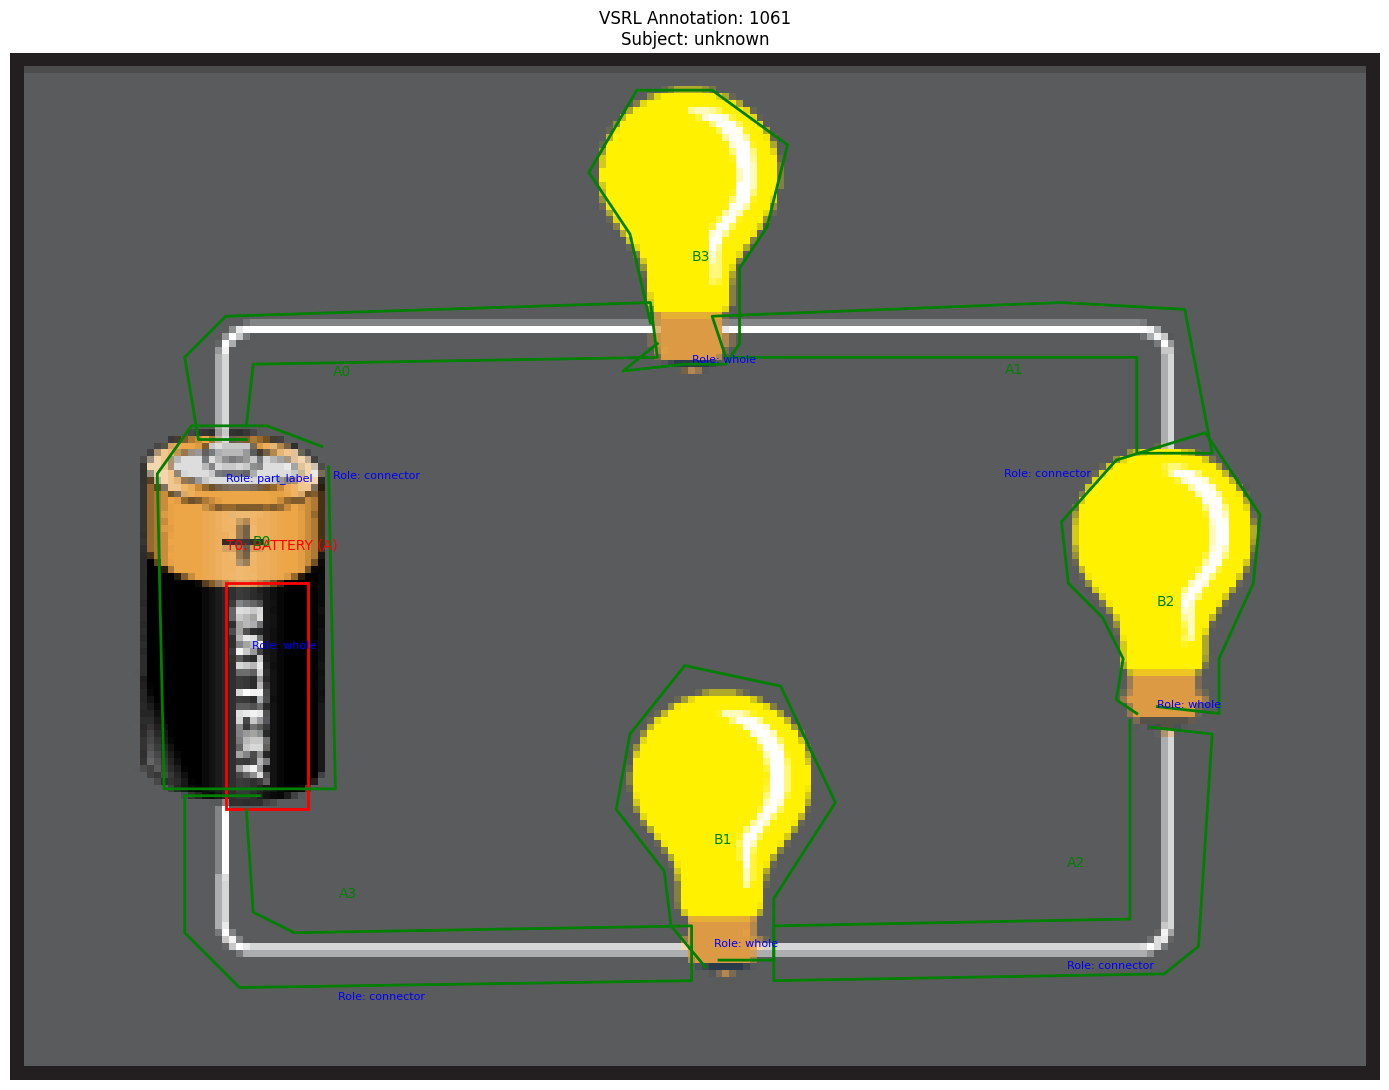 VSRL Annotation: 1061
Subject: unknown
B3
Role: whole
A0
A1
Role: part_label
Role: connector
Role: connector
B0
T0: BATTERY (A)
+
B2
Role: whole
BATTERY
Role: whole
B1
A2
A3
Role: whole
Role: connector
Role: connector